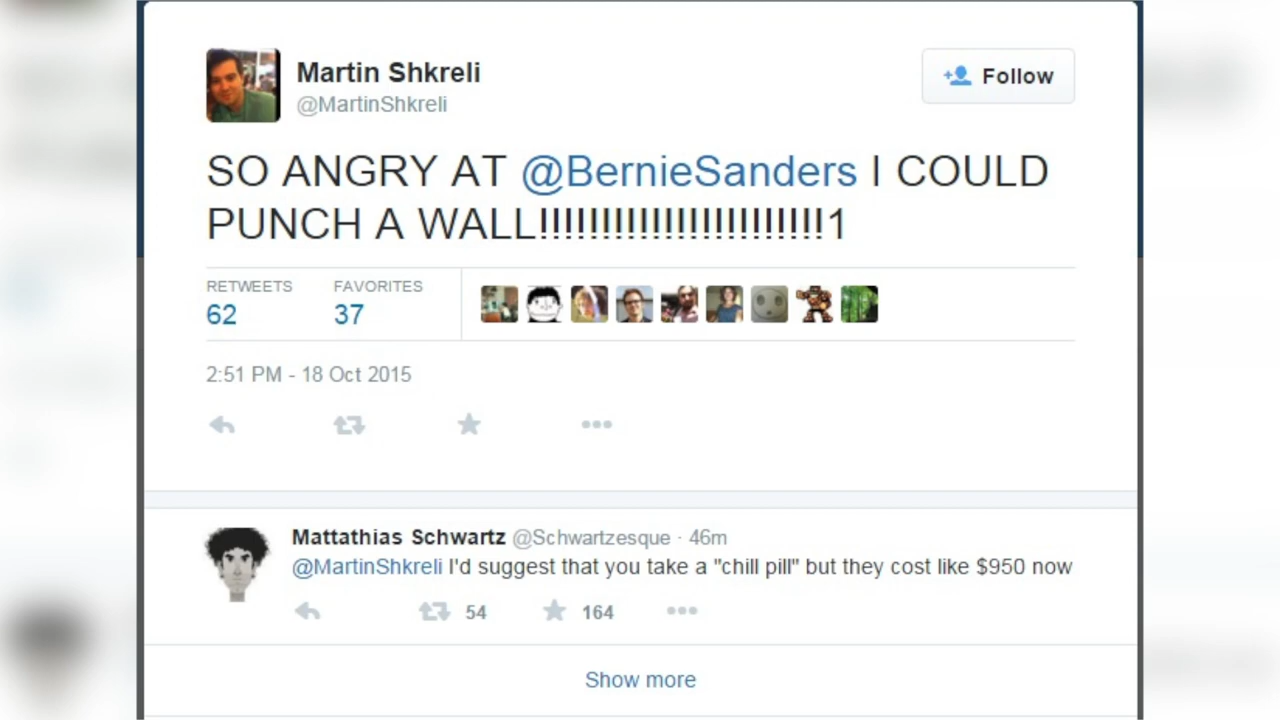 Martin Shkreli
@MartinShkreli
Follow
SO ANGRY AT @BernieSanders I COULD
PUNCH A WALL!!!!!!!!!!!!!!!!!!!!!!!1
RETWEETS FAVORITES
62 37
2:51 PM - 18 Oct 2015
Mattathias Schwartz @Schwartzesque · 46m
@MartinShkreli I'd suggest that you take a "chill pill" but they cost like $950 now
54 164
Show more